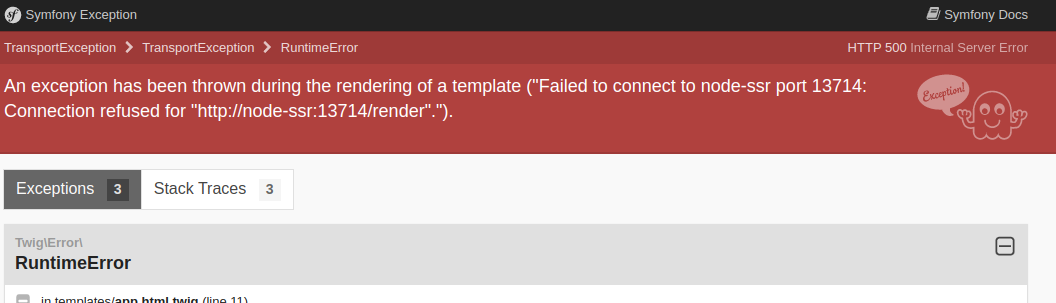 Symfony Exception
Symfony Docs
TransportException > TransportException > RuntimeError
HTTP 500 Internal Server Error
An exception has been thrown during the rendering of a template ("Failed to connect to node-ssr port 13714:
Connection refused for "http://node-ssr:13714/render".").
Exception!
Exceptions 3
Stack Traces 3
Twig\Error\
RuntimeError
in templates/app.html.twig (line 11)